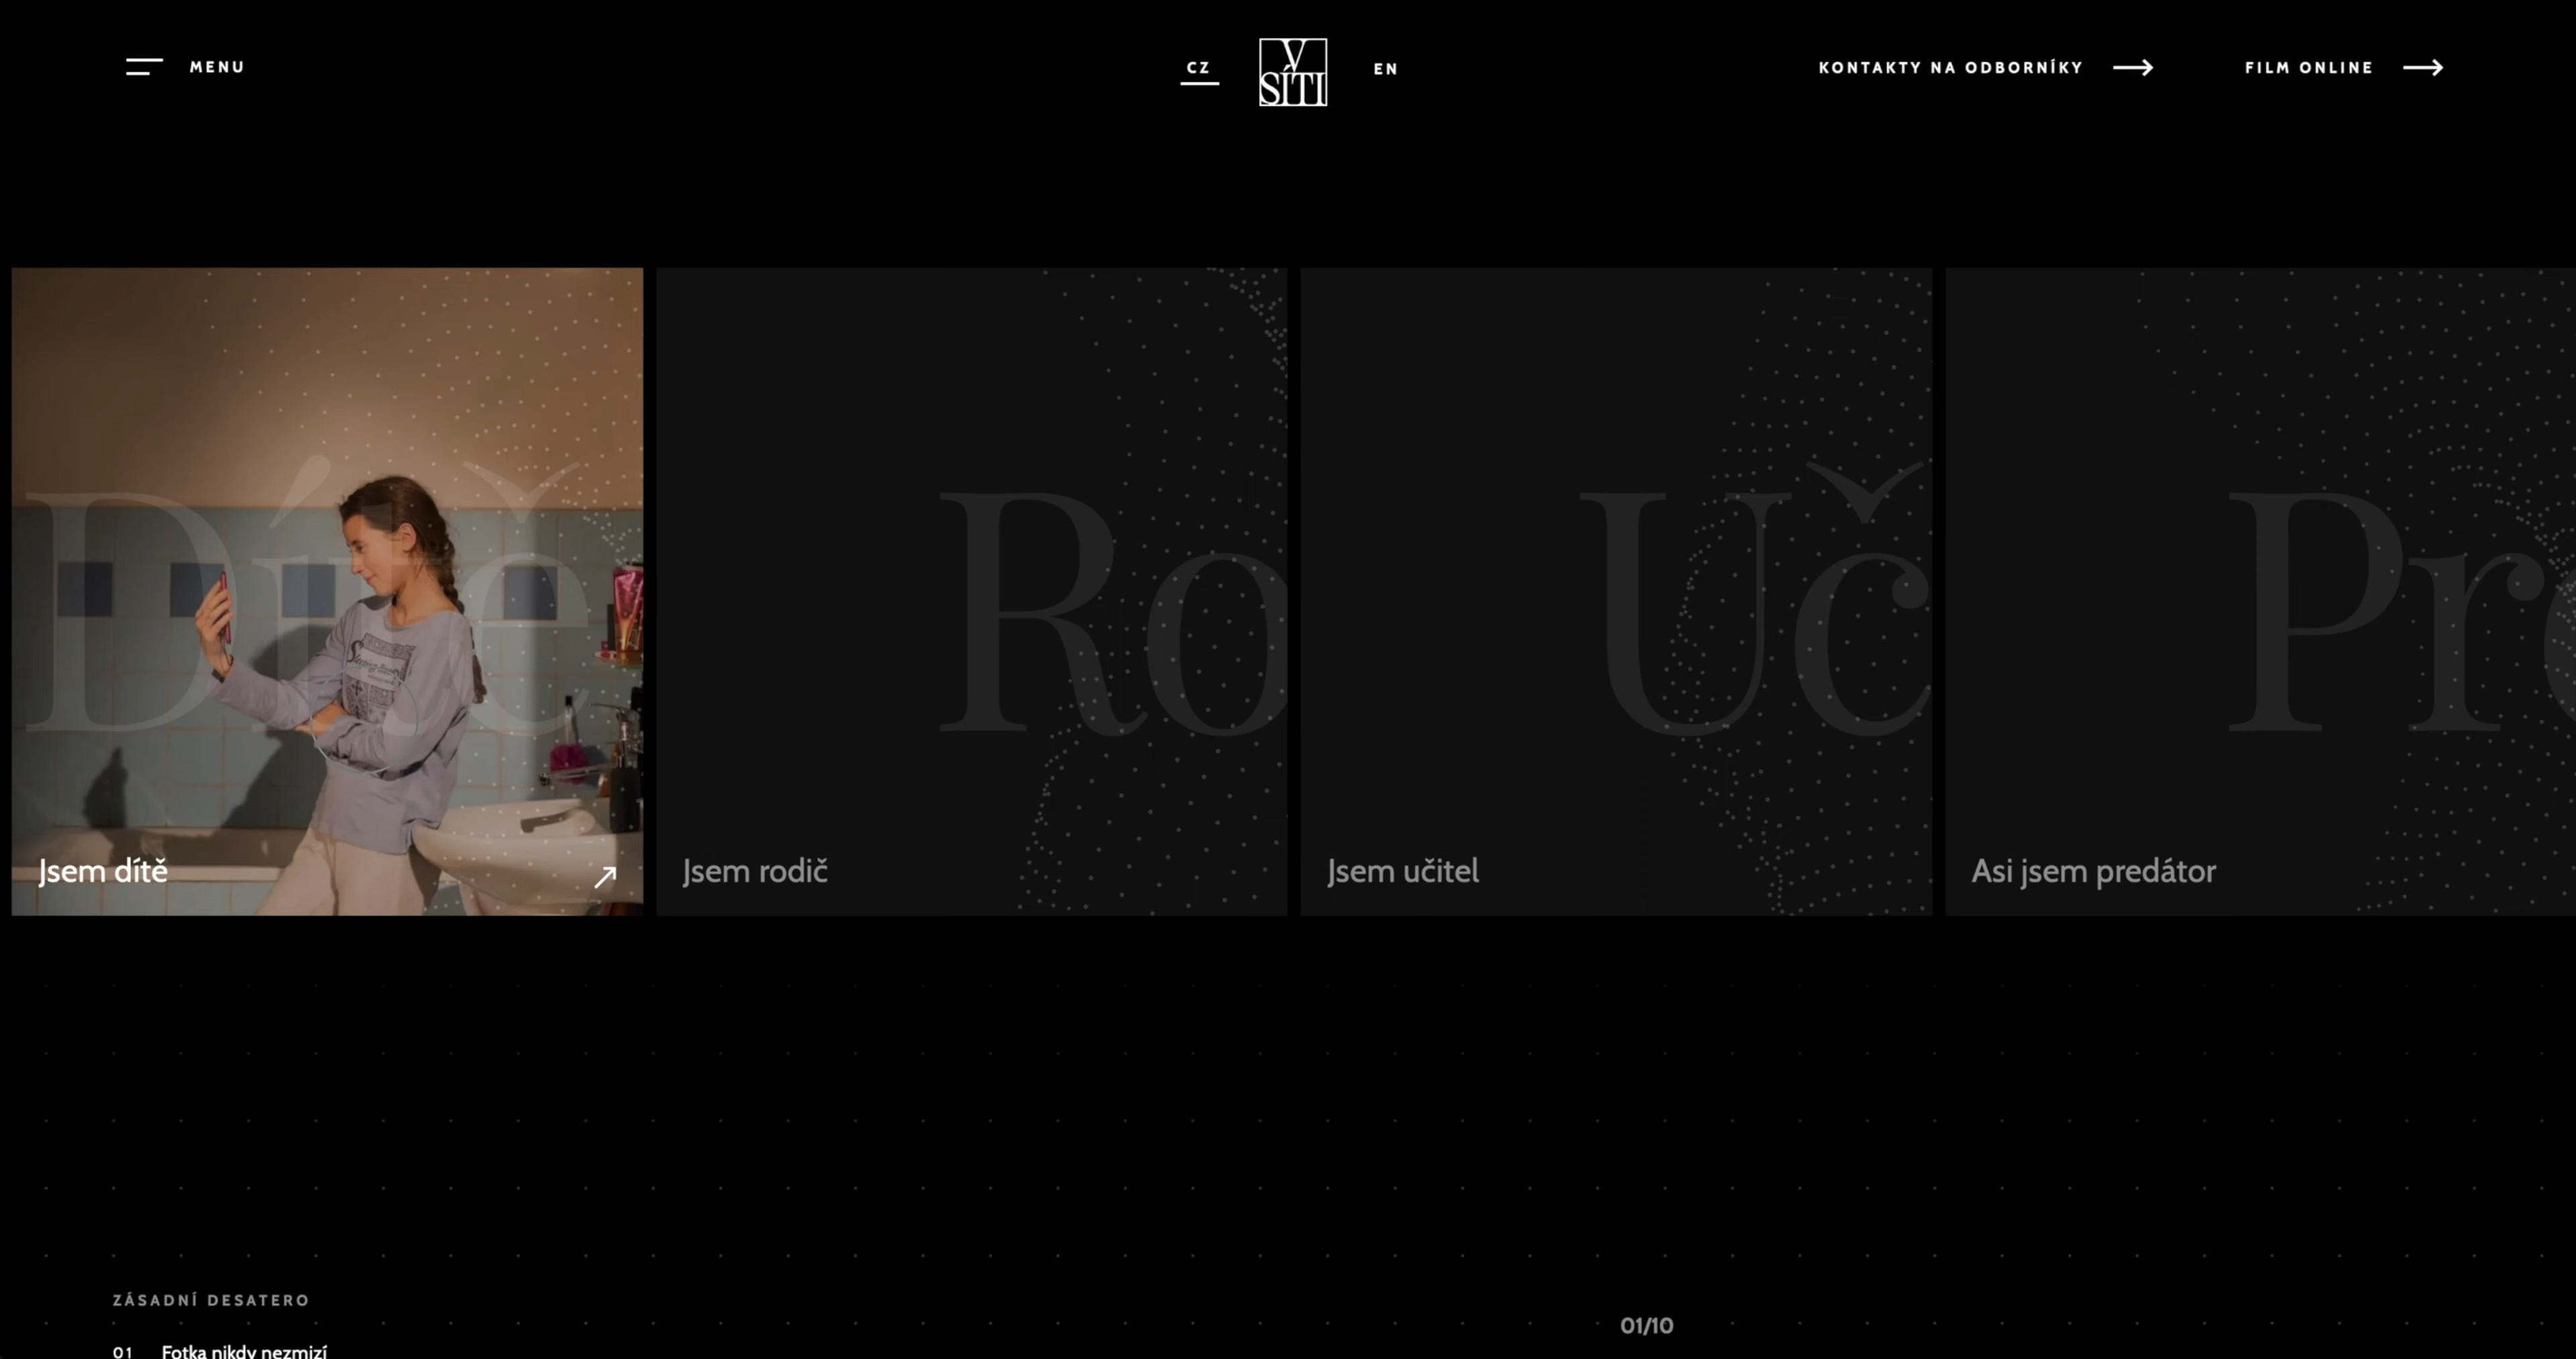 MENU
CZ
V
SÍTI
EN
KONTAKTY NA ODBORNÍKY
FILM ONLINE
Dítě
Jsem dítě
Ro
Jsem rodič
Uč
Jsem učitel
Pre
Asi jsem predátor
ZÁSADNÍ DESATERO
01/10
01 Fotka nikdy nezmizí